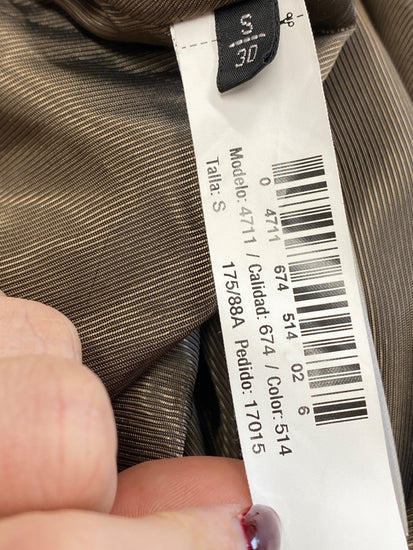 S
30
0 4711 674 514 02 6
Modelo: 4711 / Calidad: 674 / Color: 514
Talla: S 175/88A Pedido: 17015